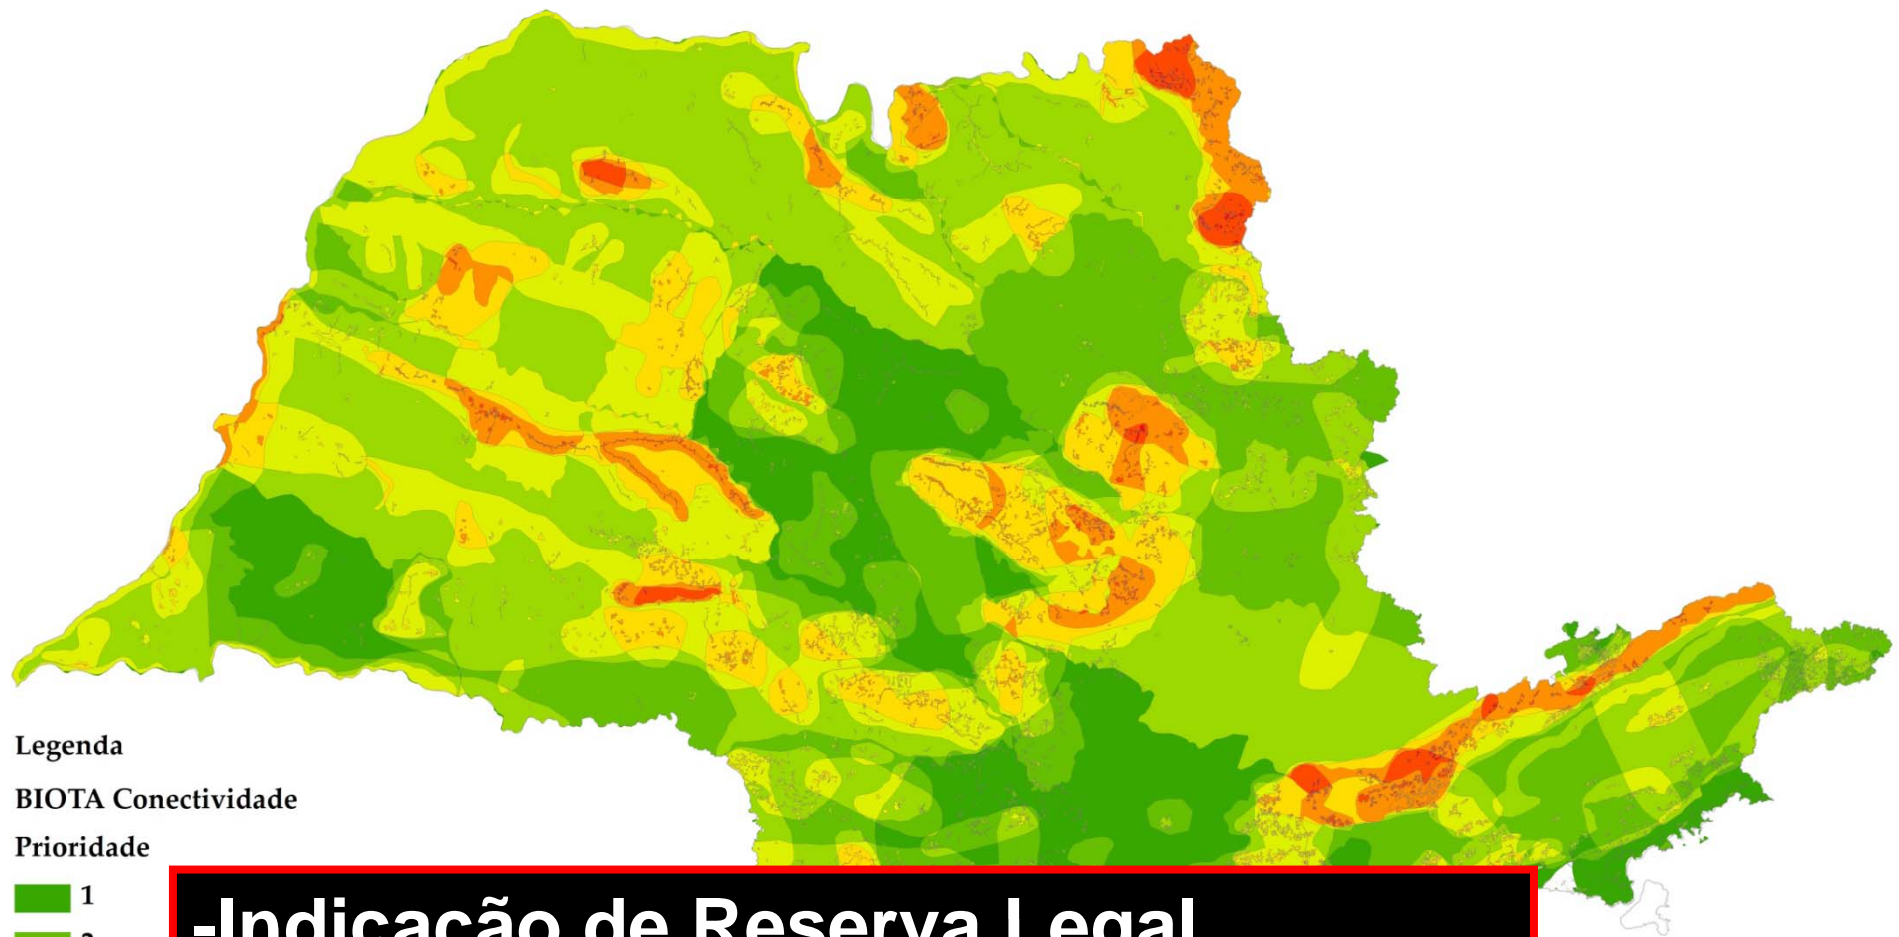 Legenda
BIOTA Conectividade
Prioridade
1
-Indicação de Reserva Legal